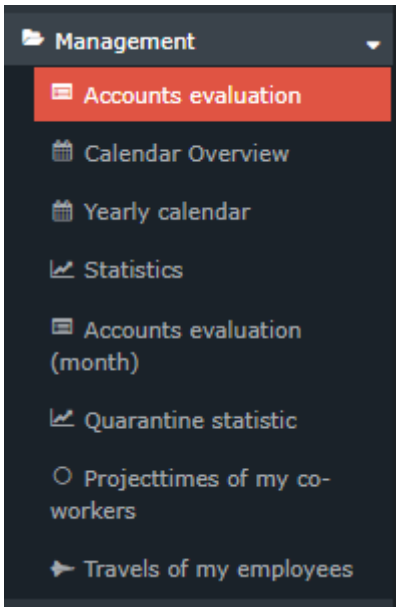 Management
Accounts evaluation
Calendar Overview
Yearly calendar
Statistics
Accounts evaluation
(month)
Quarantine statistic
Projecttimes of my co-
workers
Travels of my employees